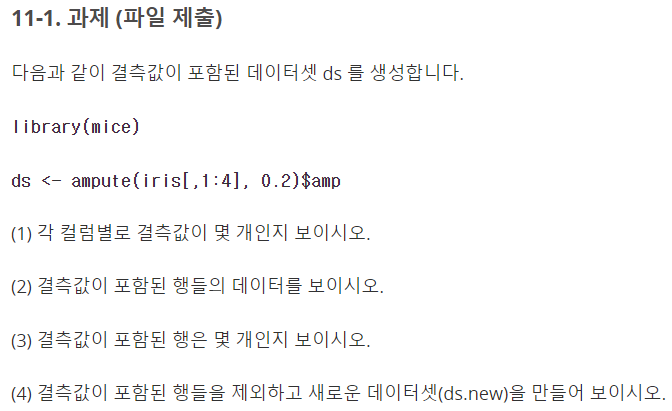 11-1. 과제 (파일 제출)
다음과 같이 결측값이 포함된 데이터셋 ds 를 생성합니다.
library(mice)
ds <- ampute(iris[,1:4], 0.2)$amp
(1) 각 컬럼별로 결측값이 몇 개인지 보이시오.
(2) 결측값이 포함된 행들의 데이터를 보이시오.
(3) 결측값이 포함된 행은 몇 개인지 보이시오.
(4) 결측값이 포함된 행들을 제외하고 새로운 데이터셋(ds.new)을 만들어 보이시오.